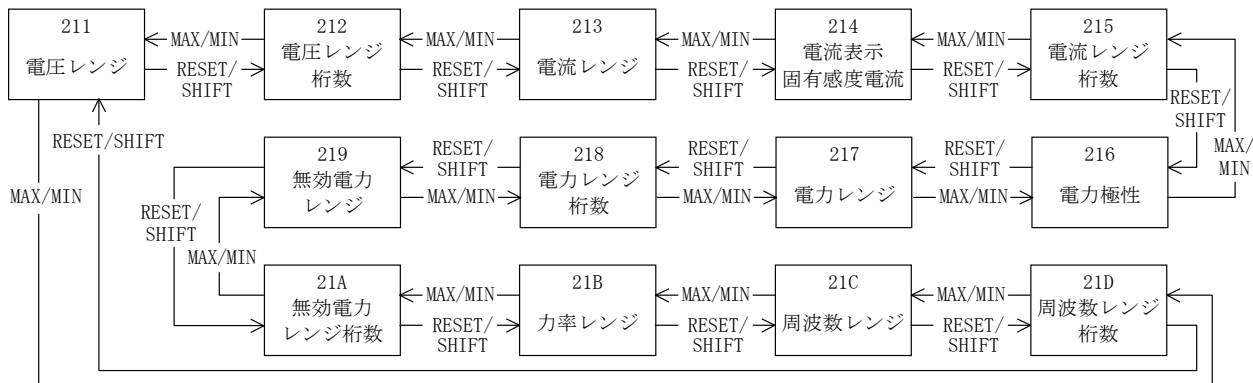 211
電圧レンジ
MAX/MIN
RESET/
SHIFT
212
電圧レンジ
桁数
MAX/MIN
RESET/
SHIFT
213
電流レンジ
MAX/MIN
RESET/
SHIFT
214
電流表示
固有感度電流
MAX/MIN
RESET/
SHIFT
215
電流レンジ
桁数
RESET/
SHIFT
MAX/
MIN
RESET/SHIFT
MAX/MIN
219
無効電力
レンジ
RESET/
SHIFT
MAX/MIN
218
電力レンジ
桁数
RESET/
SHIFT
MAX/MIN
217
電力レンジ
RESET/
SHIFT
MAX/MIN
216
電力極性
RESET/
SHIFT
MAX/MIN
21A
無効電力
レンジ桁数
MAX/MIN
RESET/
SHIFT
21B
力率レンジ
MAX/MIN
RESET/
SHIFT
21C
周波数レンジ
MAX/MIN
RESET/
SHIFT
21D
周波数レンジ
桁数